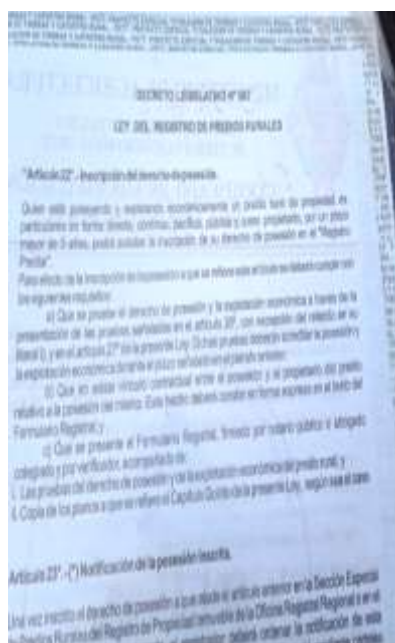 DECRETO LEGISLATIVO Nº 667
LEY DEL REGISTRO DE PREDIOS RURALES
"Artículo 22º.- Inscripción del derecho de posesión.
Quien esté poseyendo y explotando económicamente un predio rural de propiedad de
particulares en forma directa, continua, pacífica, pública y como propietario, por un plazo
mayor de 5 años, podrá solicitar la inscripción de su derecho de posesión en el "Registro
Predial".
Para efecto de la inscripción de la posesión a que se refiere este artículo se deberá cumplir con
los siguientes requisitos:
a) Que se pruebe el derecho de posesión y la explotación económica a través de la
presentación de las pruebas señaladas en el artículo 20º, con excepción del referido en su
literal b), y en el artículo 27º de la presente Ley. Dichas pruebas deberán acreditar la posesión y
la explotación económica durante el plazo señalado en el párrafo anterior;
b) Que no exista vínculo contractual entre el poseedor y el propietario del predio
relativo a la posesión del mismo. Este hecho deberá constar en forma expresa en el texto del
Formulario Registral; y
c) Que se presente el Formulario Registral, firmado por notario público o abogado
colegiado y por verificador, acompañado de:
i. Las pruebas del derecho de posesión y de la explotación económica del predio rural; y
ii. Copia de los planos a que se refiere el Capítulo Quinto de la presente Ley, según sea el caso.
Artículo 23º.- (*) Notificación de la posesión inscrita.
Una vez inscrito el derecho de posesión a que alude el artículo anterior en la Sección Especial
de Predios Rurales del Registro de Propiedad Inmueble de la Oficina Registral Regional o en el
deberá ordenar la notificación de esta